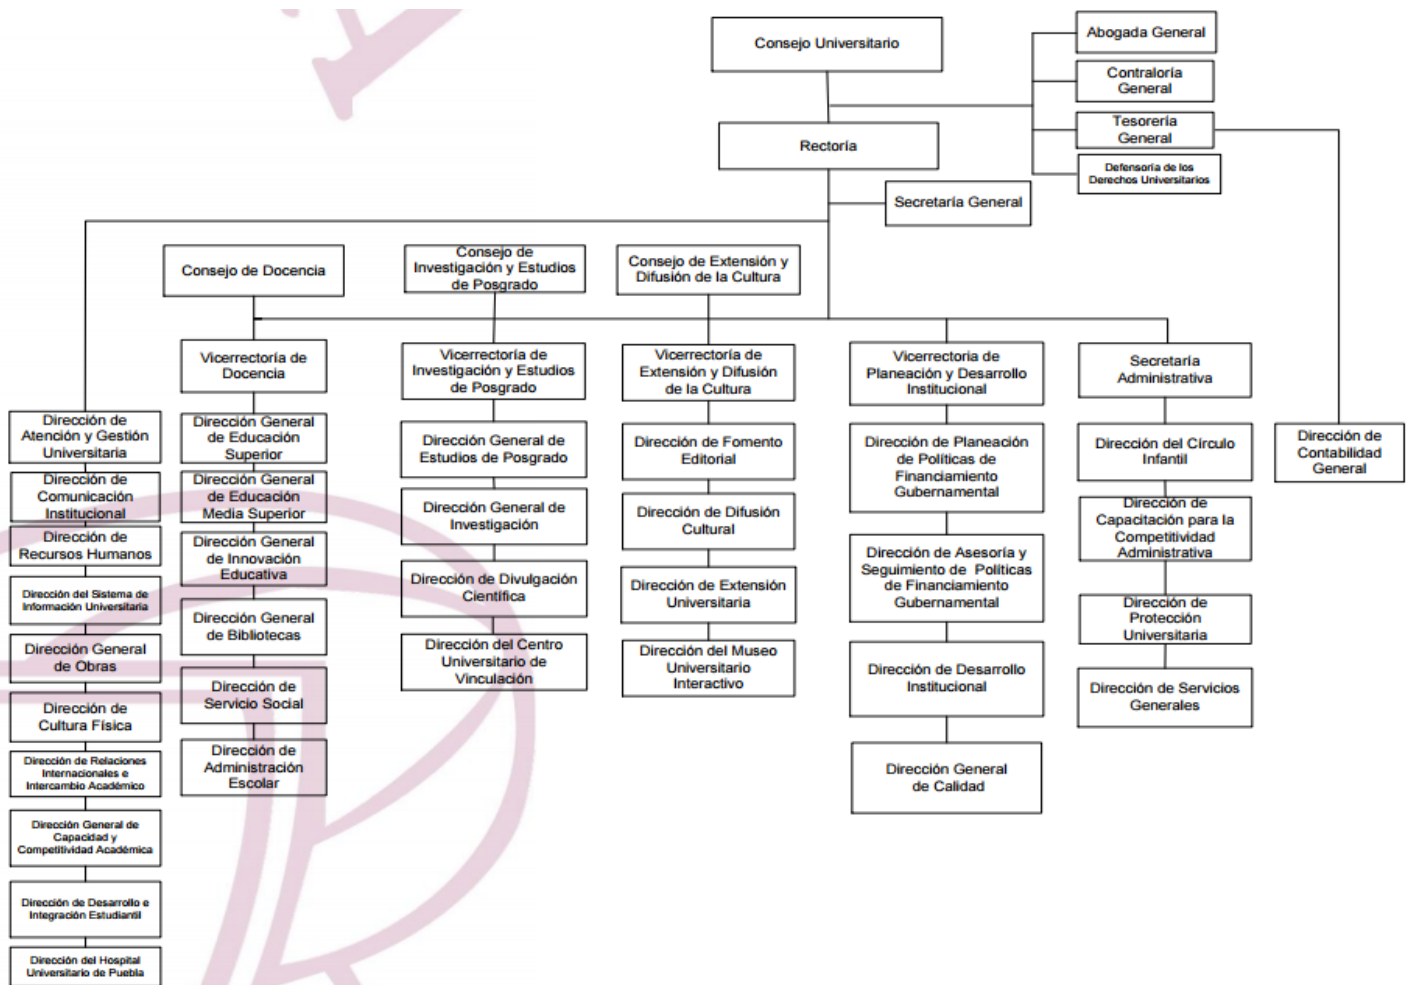 Consejo Universitario
Abogada General
Contraloría
General
Tesorería
General
Defensoría de los
Derechos Universitarios
Rectoría
Secretaría General
Consejo de Docencia
Consejo de
Investigación y Estudios
de Posgrado
Consejo de Extensión y
Difusión de la Cultura
Vicerrectoría de
Docencia
Vicerrectoría de
Investigación y Estudios
de Posgrado
Vicerrectoría de
Extensión y Difusión
de la Cultura
Vicerrectoria de
Planeación y Desarrollo
Institucional
Secretaría
Administrativa
Dirección de
Atención y Gestión
Universitaria
Dirección de
Comunicación
Institucional
Dirección de
Recursos Humanos
Dirección del Sistema de
Información Universitaria
Dirección General
de Obras
Dirección de
Cultura Física
Dirección de Relaciones
Internacionales e
Intercambio Académico
Dirección General de
Capacidad y
Competitividad Académica
Dirección de Desarrollo e
Integración Estudiantil
Dirección del Hospital
Universitario de Puebla
Dirección General
de Educación
Superior
Dirección General
de Educación
Media Superior
Dirección General
de Innovación
Educativa
Dirección General
de Bibliotecas
Dirección de
Servicio Social
Dirección de
Administración
Escolar
Dirección General de
Estudios de Posgrado
Dirección General de
Investigación
Dirección de Divulgación
Científica
Dirección del Centro
Universitario de
Vinculación
Dirección de Fomento
Editorial
Dirección de Difusión
Cultural
Dirección de Extensión
Universitaria
Dirección del Museo
Universitario
Interactivo
Dirección de Planeación
de Políticas de
Financiamiento
Gubernamental
Dirección de Asesoría y
Seguimiento de Políticas
de Financiamiento
Gubernamental
Dirección de Desarrollo
Institucional
Dirección General
de Calidad
Dirección del Círculo
Infantil
Dirección de
Capacitación para la
Competitividad
Administrativa
Dirección de
Protección
Universitaria
Dirección de Servicios
Generales
Dirección de
Contabilidad
General